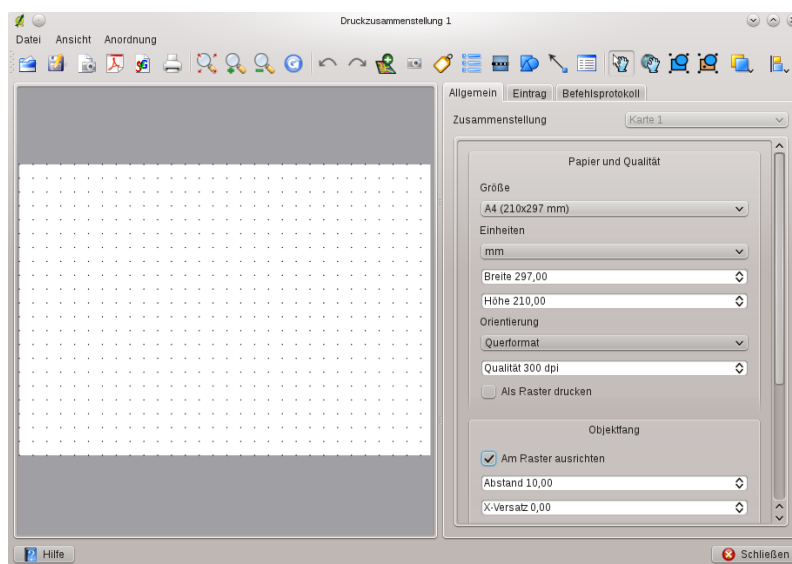 Druckzusammenstellung 1
Datei Ansicht Anordnung
Allgemein Eintrag Befehlsprotokoll
Zusammenstellung Karte 1
Papier und Qualität
Größe
A4 (210x297 mm)
Einheiten
mm
Breite 297,00
Höhe 210,00
Orientierung
Querformat
Qualität 300 dpi
Als Raster drucken
Objektfang
Am Raster ausrichten
Abstand 10,00
X-Versatz 0,00
Hilfe
Schließen